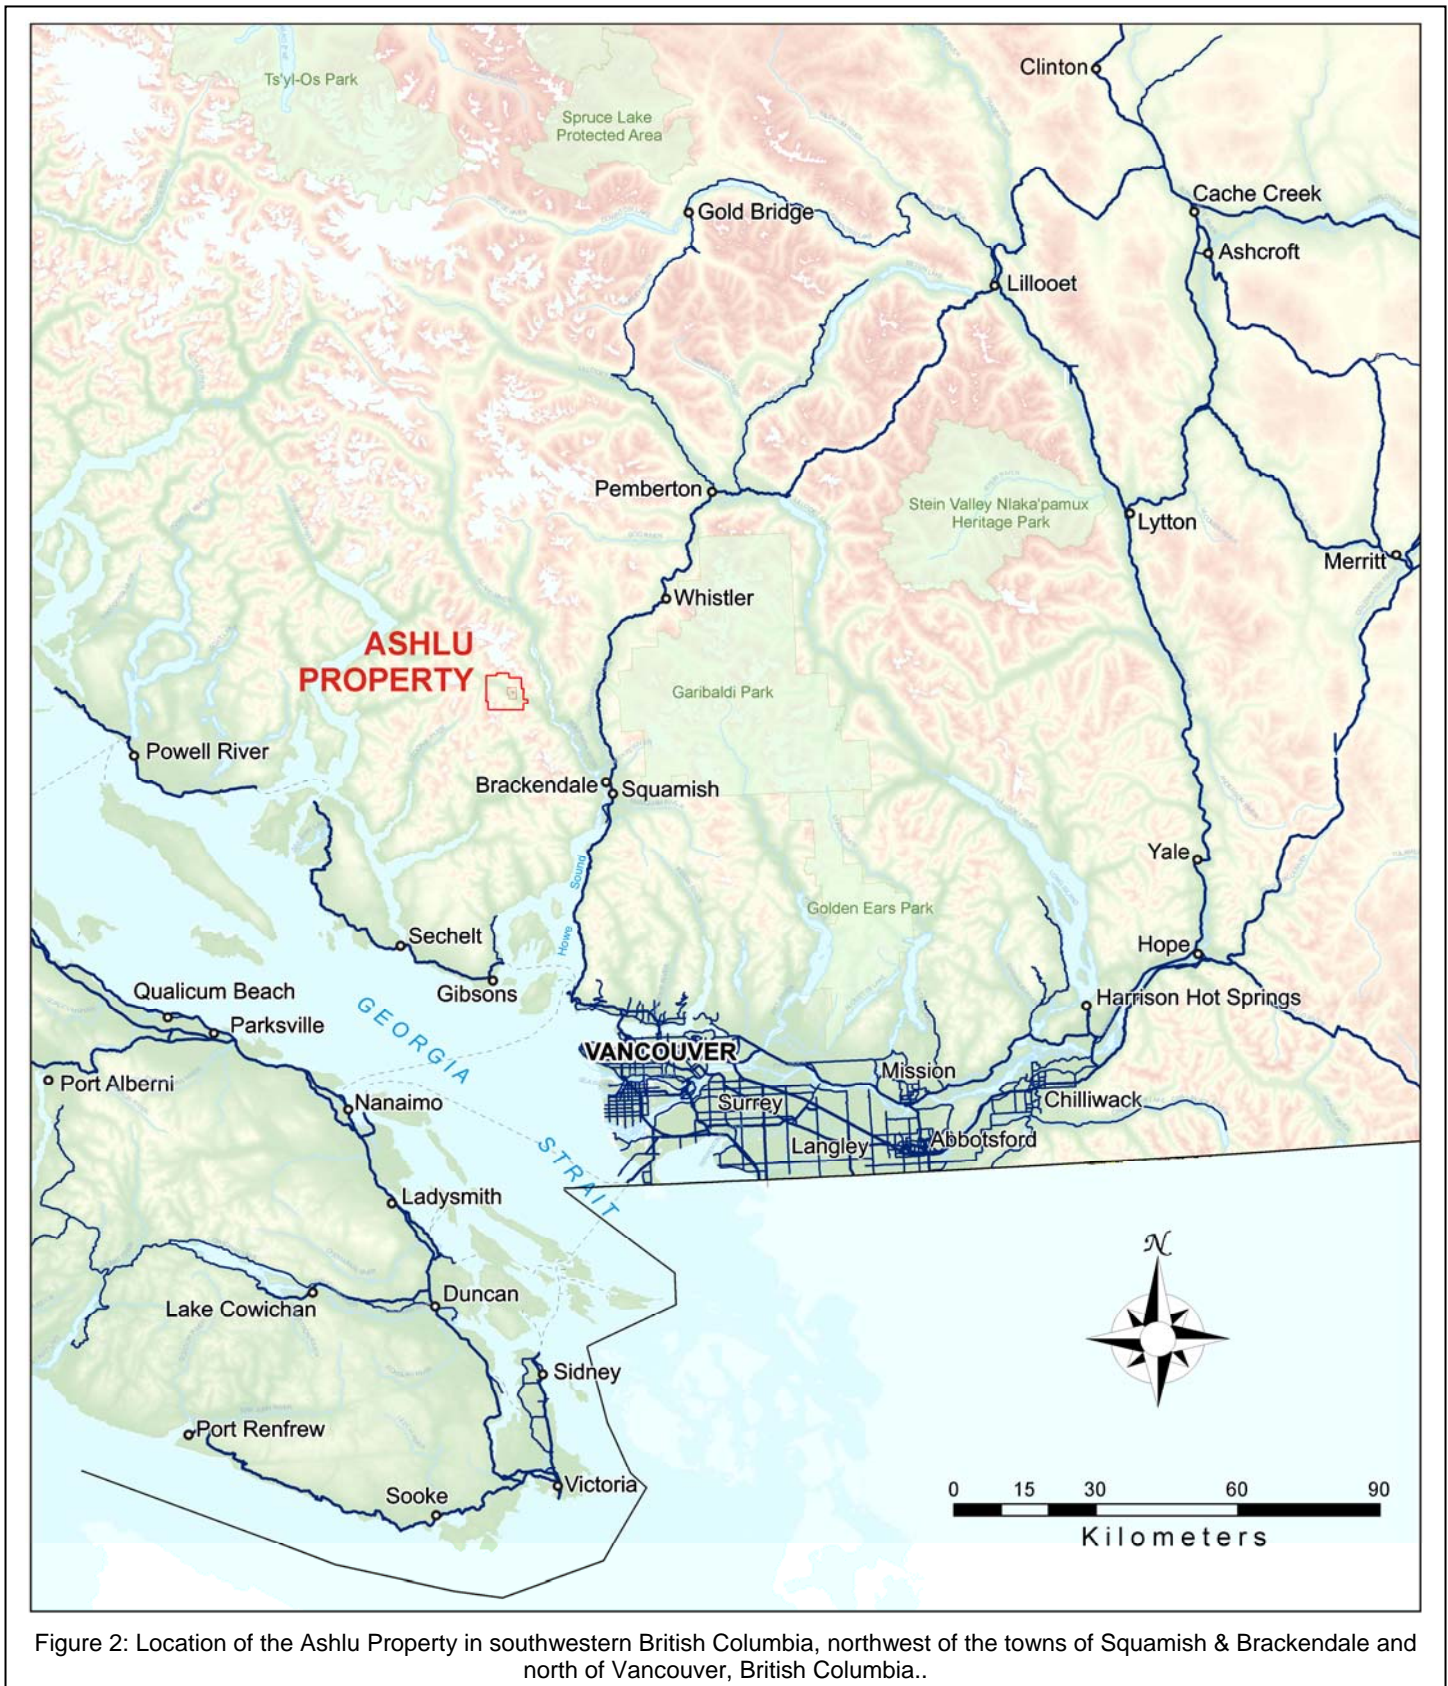 Ts'yl-Os Park
Spruce Lake
Protected Area
Clinton
Cache Creek
Gold Bridge
Ashcroft
Lillooet
Pemberton
Stein Valley Nlaka'pamux
Heritage Park
Lytton
Merritt
Whistler
ASHLU
PROPERTY
Garibaldi Park
Powell River
Brackendale
Squamish
Yale
Howe Sound
Golden Ears Park
Sechelt
Hope
Gibsons
Qualicum Beach
Harrison Hot Springs
Parksville
GEORGIA
STRAIT
VANCOUVER
Port Alberni
Mission
Nanaimo
Surrey
Chilliwack
Langley
Abbotsford
Ladysmith
N
Lake Cowichan
Duncan
Sidney
Port Renfrew
Victoria
Sooke
0 15 30 60 90
Kilometers
Figure 2: Location of the Ashlu Property in southwestern British Columbia, northwest of the towns of Squamish & Brackendale and
north of Vancouver, British Columbia..